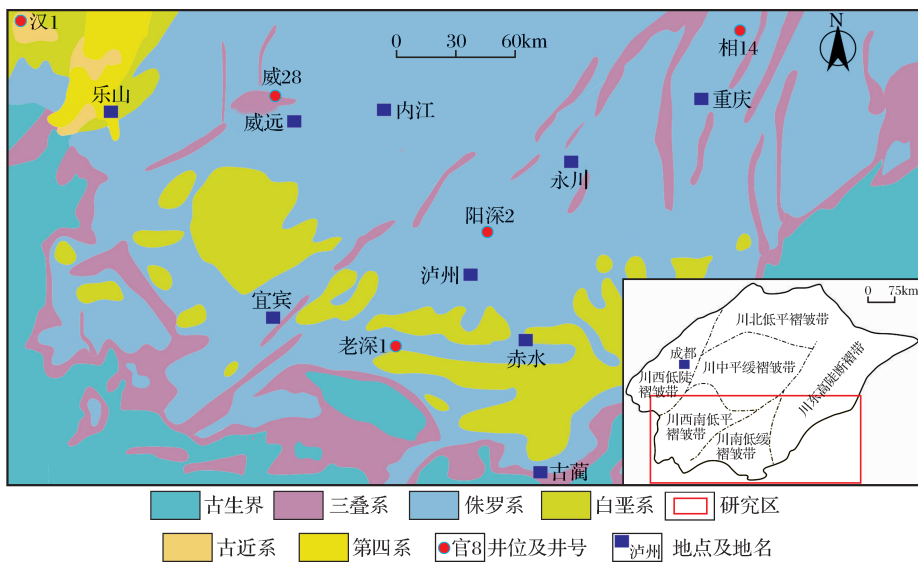 汉1
相14
N
0 30 60km
威28
乐山
威远
内江
重庆
永川
阳深2
泸州
宜宾
老深1
赤水
古蔺
0 75km
川北低平褶皱带
成都
川中平缓褶皱带
川西低陡
褶皱带
川东高陡断褶带
川西南低平
褶皱带
川南低缓
褶皱带
古生界
三叠系
侏罗系
白垩系
研究区
古近系
第四系
官8
井位及井号
泸州
地点及地名